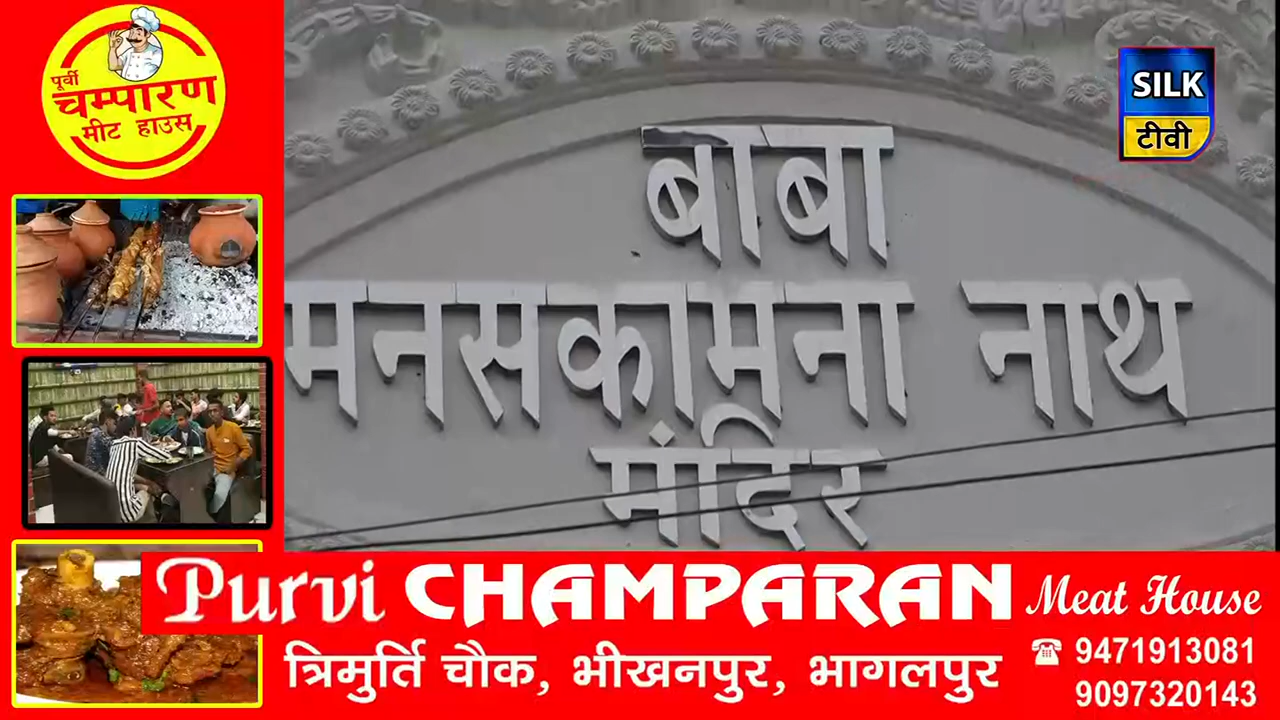 पूर्वी
चम्पारण
मीट हाउस
SILK
टीवी
बाबा
मनसकामना नाथ
मंदिर
Purvi CHAMPARAN Meat House
त्रिमुर्ति चौक, भीखनपुर, भागलपुर
9471913081
9097320143